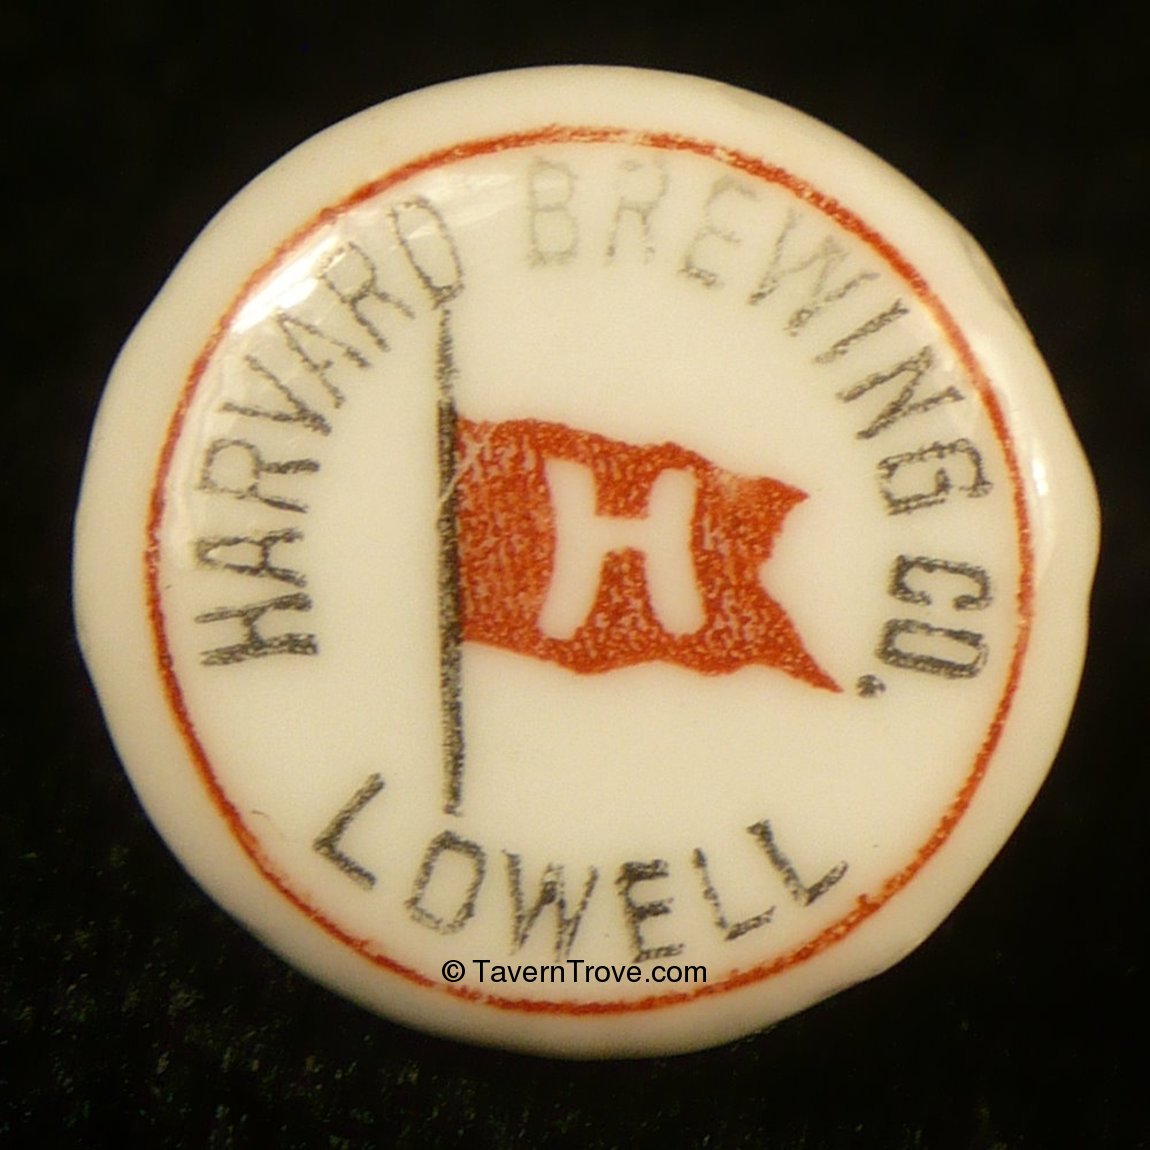 HARVARD BREWING CO.
H
LOWELL
© TavernTrove.com